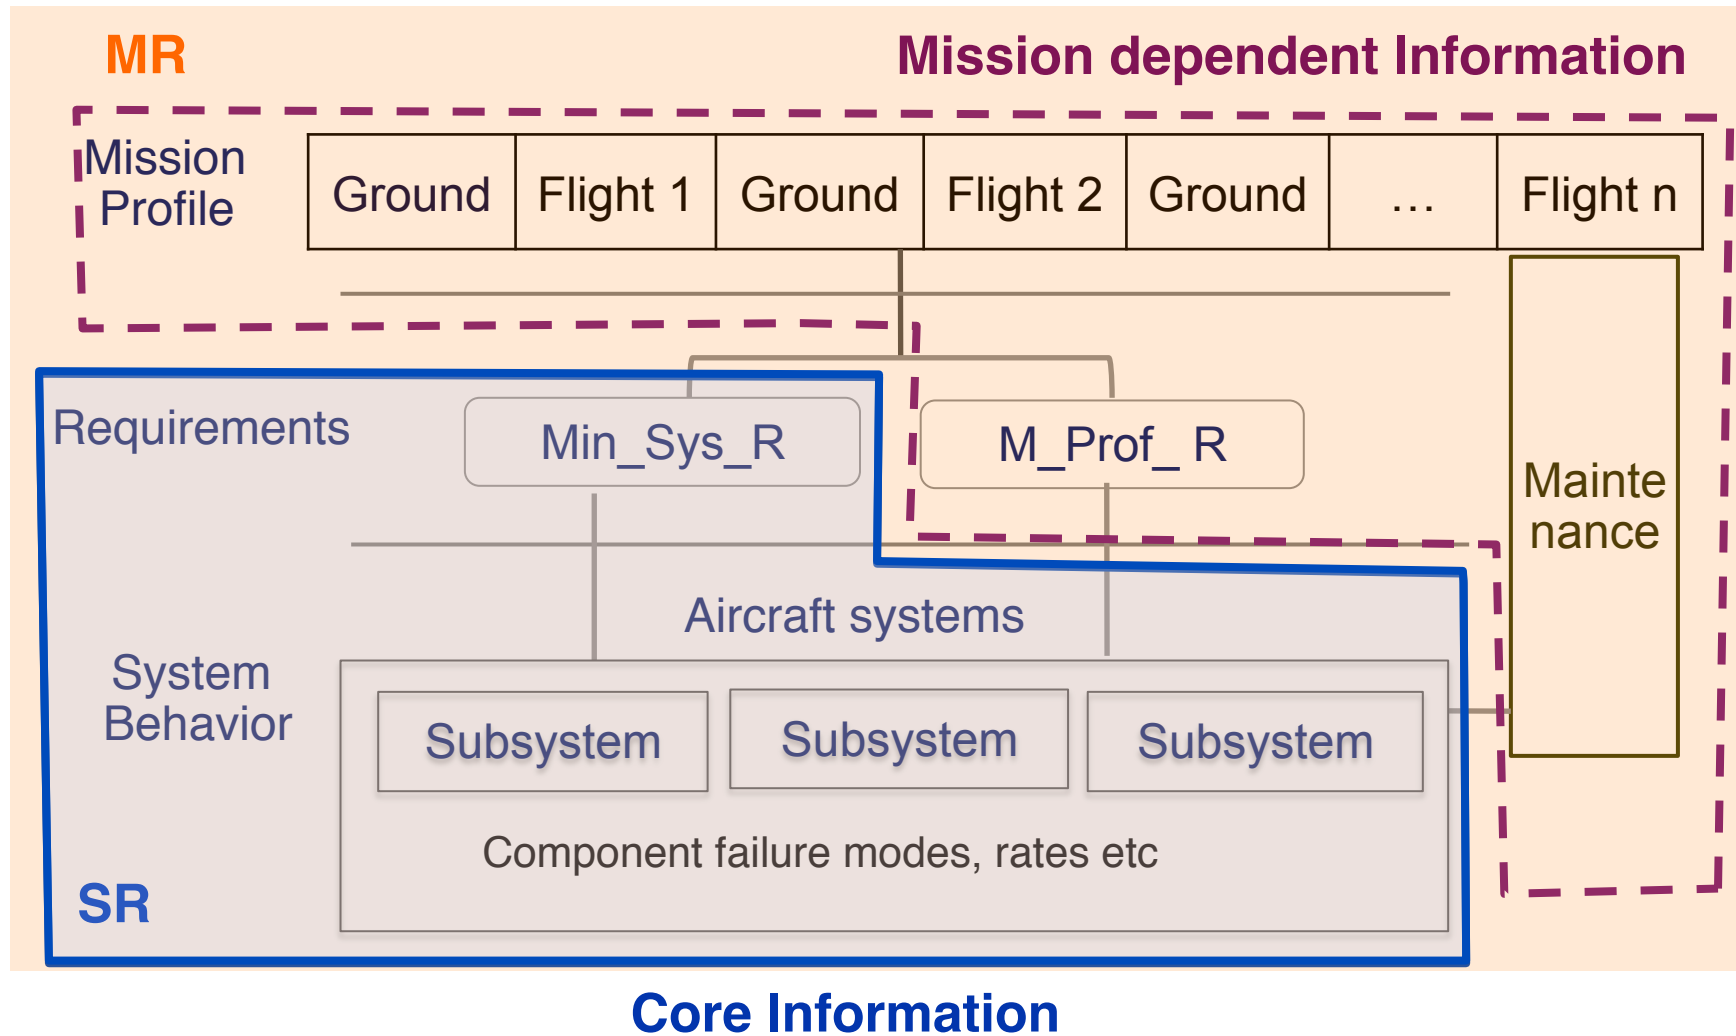 MR
Mission dependent Information
Mission
Profile
Ground
Flight 1
Ground
Flight 2
Ground
...
Flight n
Requirements
Min_Sys_R
M_Prof_ R
Mainte
nance
Aircraft systems
System
Behavior
Subsystem
Subsystem
Subsystem
Component failure modes, rates etc
SR
Core Information